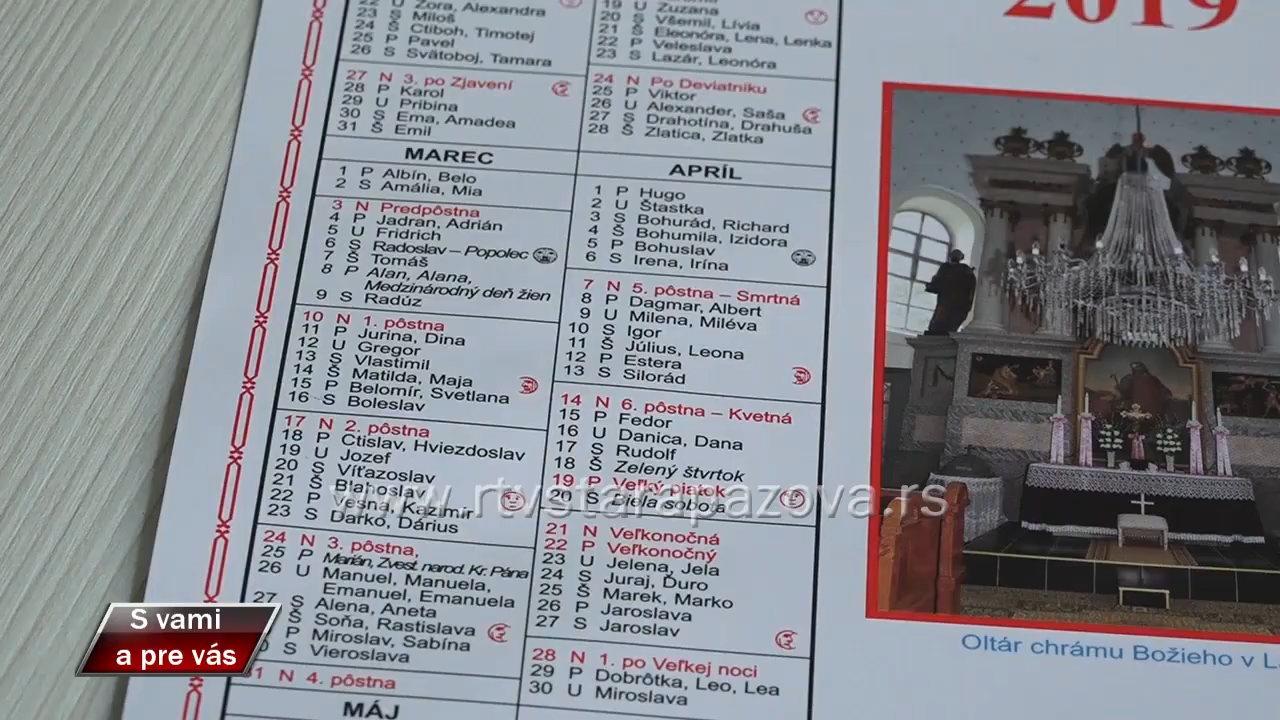 22 U Zora, Alexandra
23 S Miloš
24 Š Ctiboh, Timotej
25 P Pavel
26 S Svätoboj, Tamara
27 N 3. po Zjavení
28 P Karol
29 U Pribina
30 S Ema, Amadea
31 Š Emil
MAREC
1 P Albín, Belo
2 S Amália, Mia
3 N Predpôstna
4 P Jadran, Adrián
5 U Fridrich
6 S Radoslav – Popolec
7 Š Tomáš
8 P Alan, Alana,
Medzinárodný deň žien
9 S Radúz
10 N 1. pôstna
11 P Jurina, Dina
12 U Gregor
13 S Vlastimil
14 Š Matilda, Maja
15 P Belomír, Svetlana
16 S Boleslav
17 N 2. pôstna
18 P Ctislav, Hviezdoslav
19 U Jozef
20 S Víťazoslav
21 Š Blahoslav
22 P Kazimír
23 S Darko, Dárius
24 N 3. pôstna,
25 P Marián, Zvest. narod. Kr. Pána
26 U Manuel, Manuela,
Emanuel, Emanuela
27 S Alena, Aneta
Š Soňa, Rastislava
P Miroslav, Sabína
S Vieroslava
31 N 4. pôstna
MÁJ
19 U Zuzana
20 S Všemil, Lívia
21 Š Eleonóra, Lena, Lenka
22 P Veleslava
23 S Lazár, Leonóra
24 N Po Deviatniku
25 P Viktor
26 U Alexander, Saša
27 S Drahotína, Drahuša
28 Š Zlatica, Zlatka
APRÍL
1 P Hugo
2 U Štastka
3 S Bohurád, Richard
4 Š Bohumila, Izidora
5 P Bohuslav
6 S Irena, Irína
7 N 5. pôstna – Smrtná
8 P Dagmar, Albert
9 U Milena, Miléva
10 S Igor
11 Š Július, Leona
12 P Estera
13 S Silorád
14 N 6. pôstna – Kvetná
15 P Fedor
16 U Danica, Dana
17 S Rudolf
18 Š Zelený štvrtok
19 P Veľký piatok
20 S Biela sobota
21 N Veľkonočná
22 P Veľkonočný
23 U Jelena, Jela
24 S Juraj, Ďuro
25 Š Marek, Marko
26 P Jaroslava
27 S Jaroslav
28 N 1. po Veľkej noci
29 P Dobrôtka, Leo, Lea
30 U Miroslava
2019
Oltár chrámu Božieho v
www.rtvstarapazova.rs
S vami
a pre vás